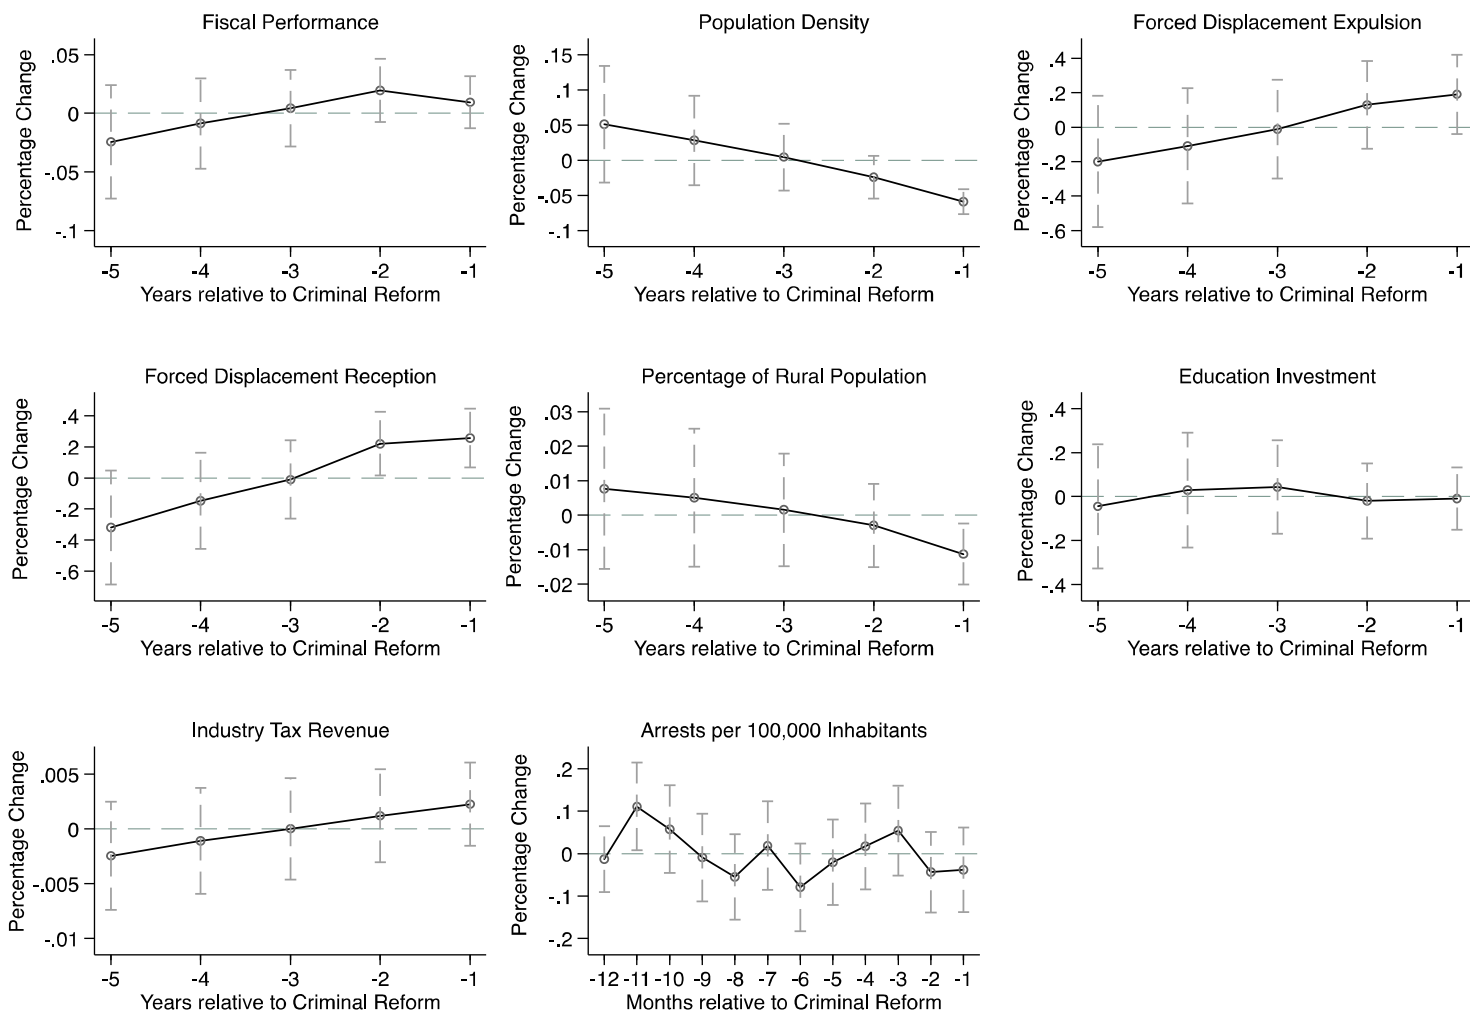 Fiscal Performance
Percentage Change
.05
0
-.05
-.1
-5 -4 -3 -2 -1
Years relative to Criminal Reform
Population Density
Percentage Change
.15
.1
.05
0
-.05
-.1
-5 -4 -3 -2 -1
Years relative to Criminal Reform
Forced Displacement Expulsion
Percentage Change
.4
.2
0
-.2
-.4
-.6
-5 -4 -3 -2 -1
Years relative to Criminal Reform
Forced Displacement Reception
Percentage Change
.4
.2
0
-.2
-.4
-.6
-5 -4 -3 -2 -1
Years relative to Criminal Reform
Percentage of Rural Population
Percentage Change
.03
.02
.01
0
-.01
-.02
-5 -4 -3 -2 -1
Years relative to Criminal Reform
Education Investment
Percentage Change
.4
.2
0
-.2
-.4
-5 -4 -3 -2 -1
Years relative to Criminal Reform
Industry Tax Revenue
Percentage Change
.005
0
-.005
-.01
-5 -4 -3 -2 -1
Years relative to Criminal Reform
Arrests per 100,000 Inhabitants
Percentage Change
.2
.1
0
-.1
-.2
-12 -11 -10 -9 -8 -7 -6 -5 -4 -3 -2 -1
Months relative to Criminal Reform